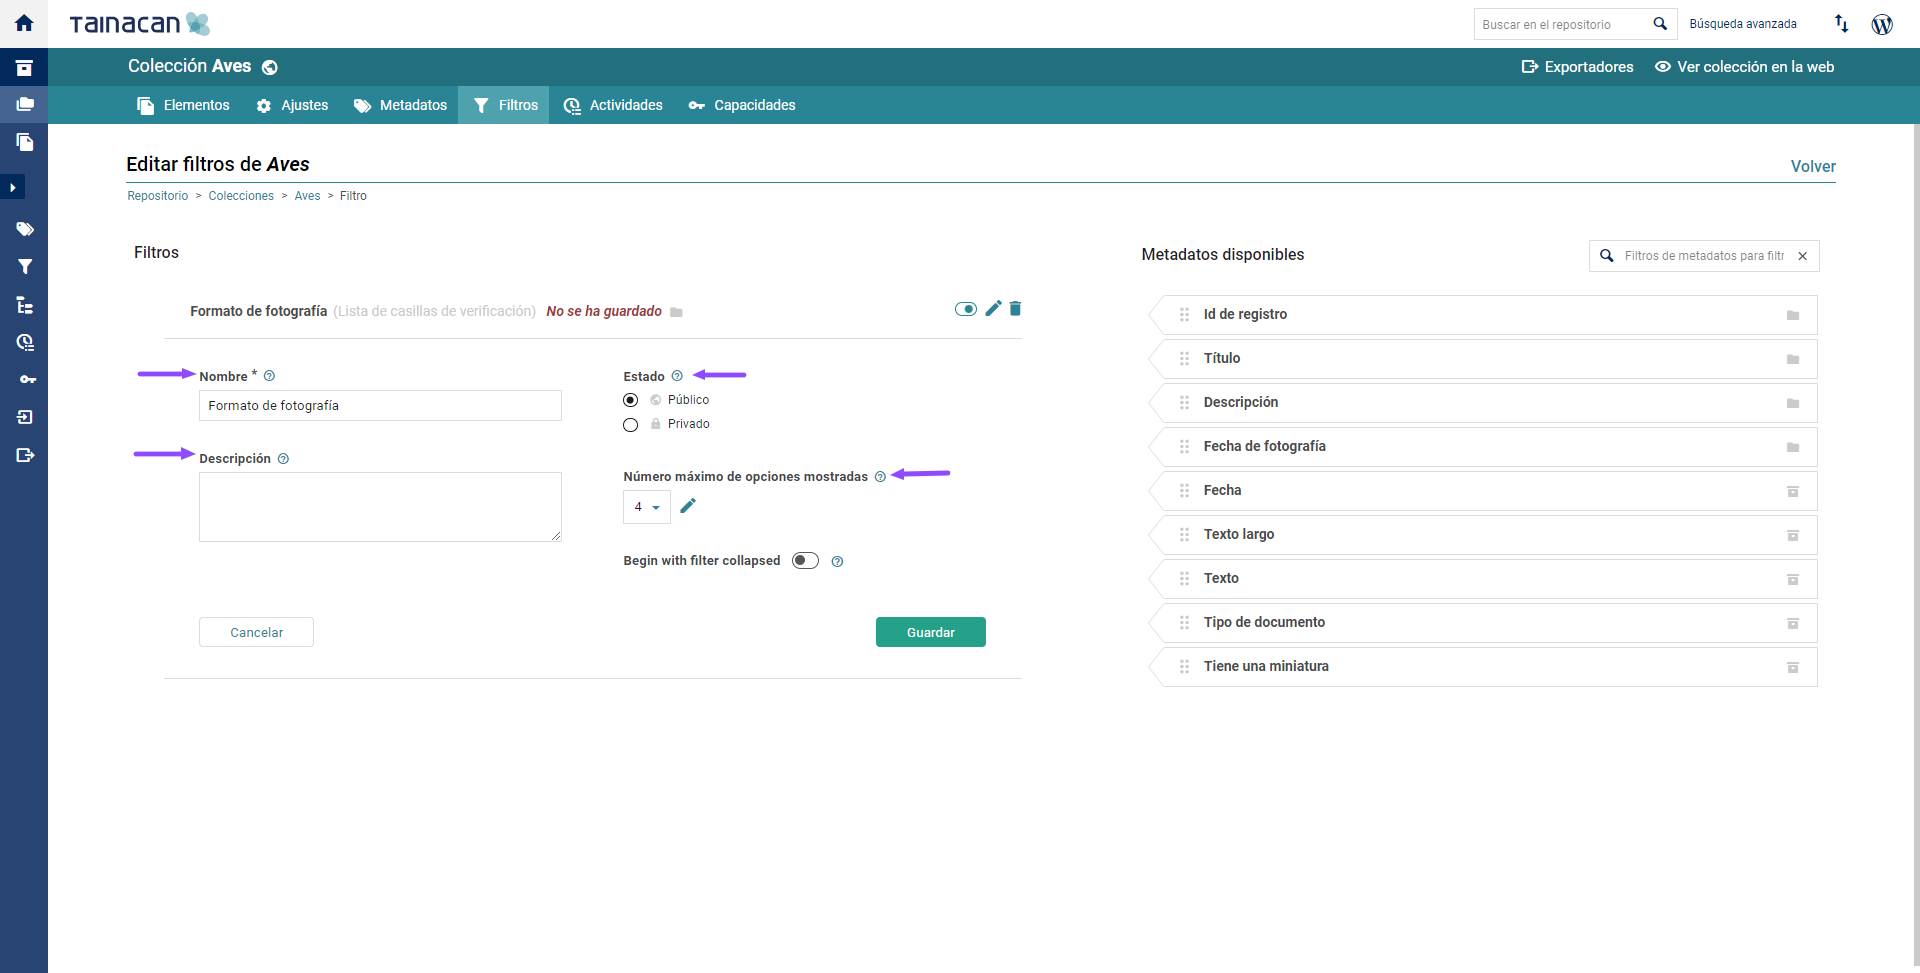 TAINACAN
Buscar en el repositorio
Búsqueda avanzada
Colección Aves
Exportadores
Ver colección en la web
Elementos
Ajustes
Metadatos
Filtros
Actividades
Capacidades
Editar filtros de Aves
Volver
Repositorio > Colecciones > Aves > Filtro
Filtros
Formato de fotografía (Lista de casillas de verificación) No se ha guardado
Nombre *
Formato de fotografía
Descripción
Estado
Público
Privado
Número máximo de opciones mostradas
4
Begin with filter collapsed
Cancelar
Guardar
Metadatos disponibles
Filtros de metadatos para filtr
Id de registro
Título
Descripción
Fecha de fotografía
Fecha
Texto largo
Texto
Tipo de documento
Tiene una miniatura